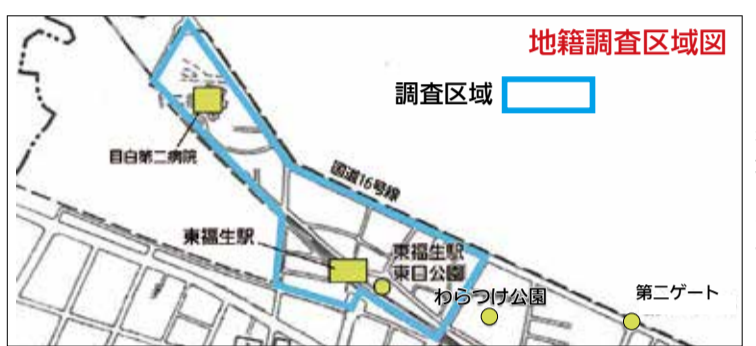 地籍調査区域図
調査区域
目白第二病院
国道16号線
東福生駅
東福生駅
東口公園
わらつけ公園
第二ゲート